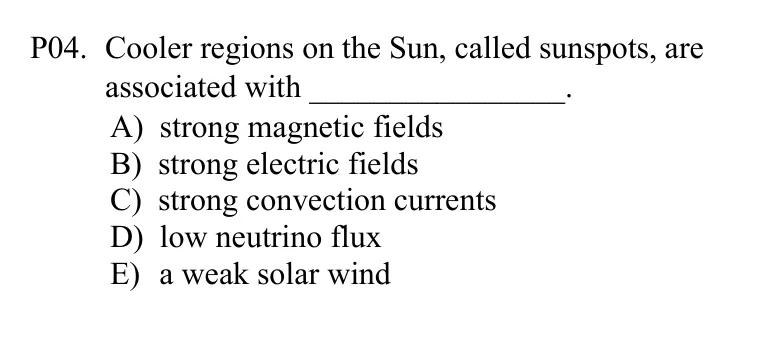 P04. Cooler regions on the Sun, called sunspots, are
associated with _________________.
A) strong magnetic fields
B) strong electric fields
C) strong convection currents
D) low neutrino flux
E) a weak solar wind